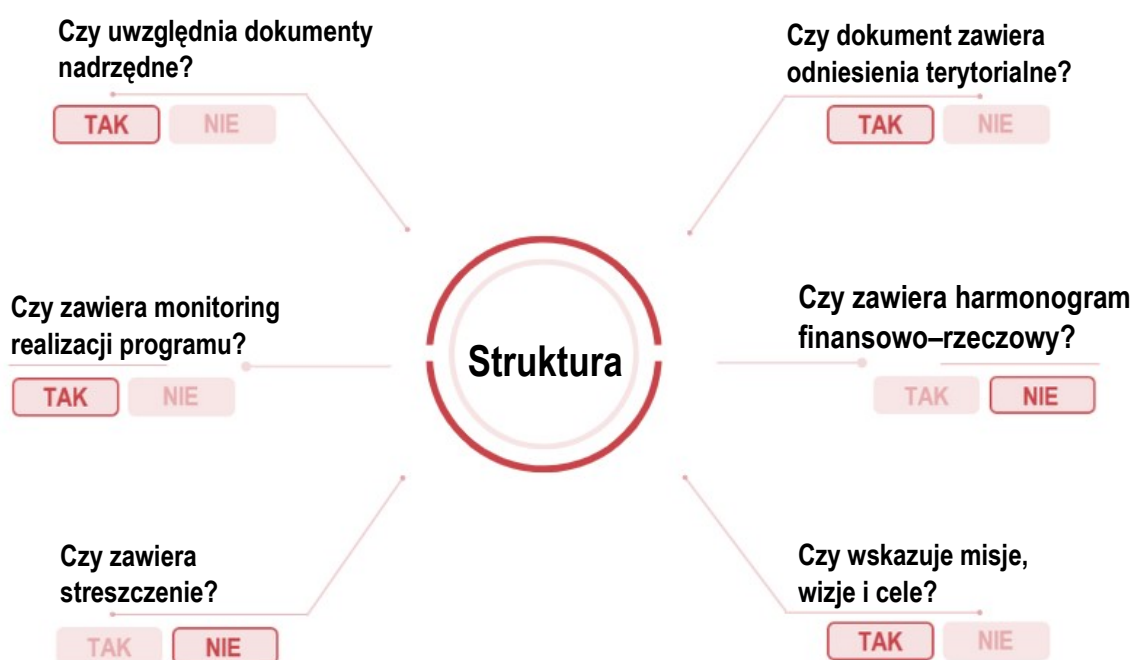 Czy uwzględnia dokumenty
nadrzędne?
TAK NIE
Czy dokument zawiera
odniesienia terytorialne?
TAK NIE
Czy zawiera monitoring
realizacji programu?
TAK NIE
Struktura
Czy zawiera harmonogram
finansowo–rzeczowy?
TAK NIE
Czy zawiera
streszczenie?
TAK NIE
Czy wskazuje misje,
wizje i cele?
TAK NIE